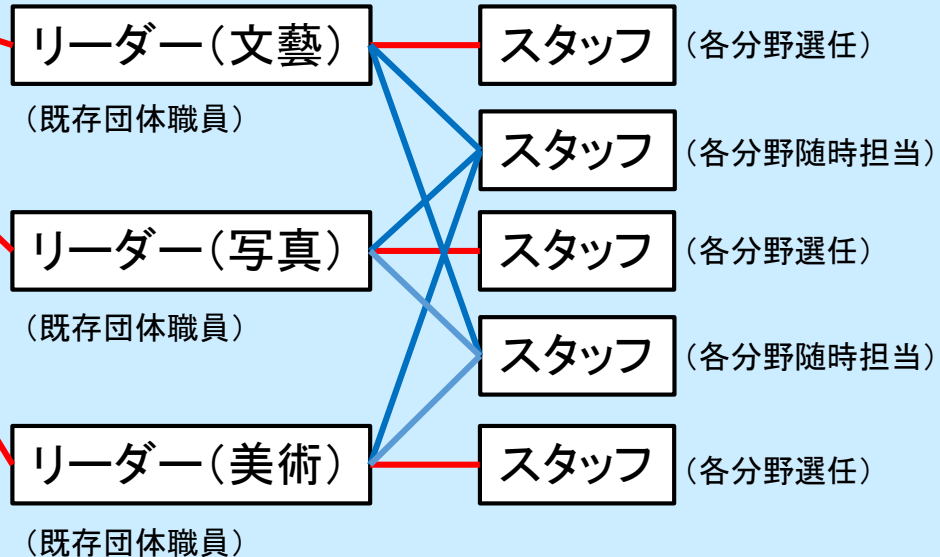 リーダー（文藝）
スタッフ
（各分野選任）
（既存団体職員）
スタッフ
（各分野随時担当）
リーダー（写真）
スタッフ
（各分野選任）
（既存団体職員）
スタッフ
（各分野随時担当）
リーダー（美術）
スタッフ
（各分野選任）
（既存団体職員）